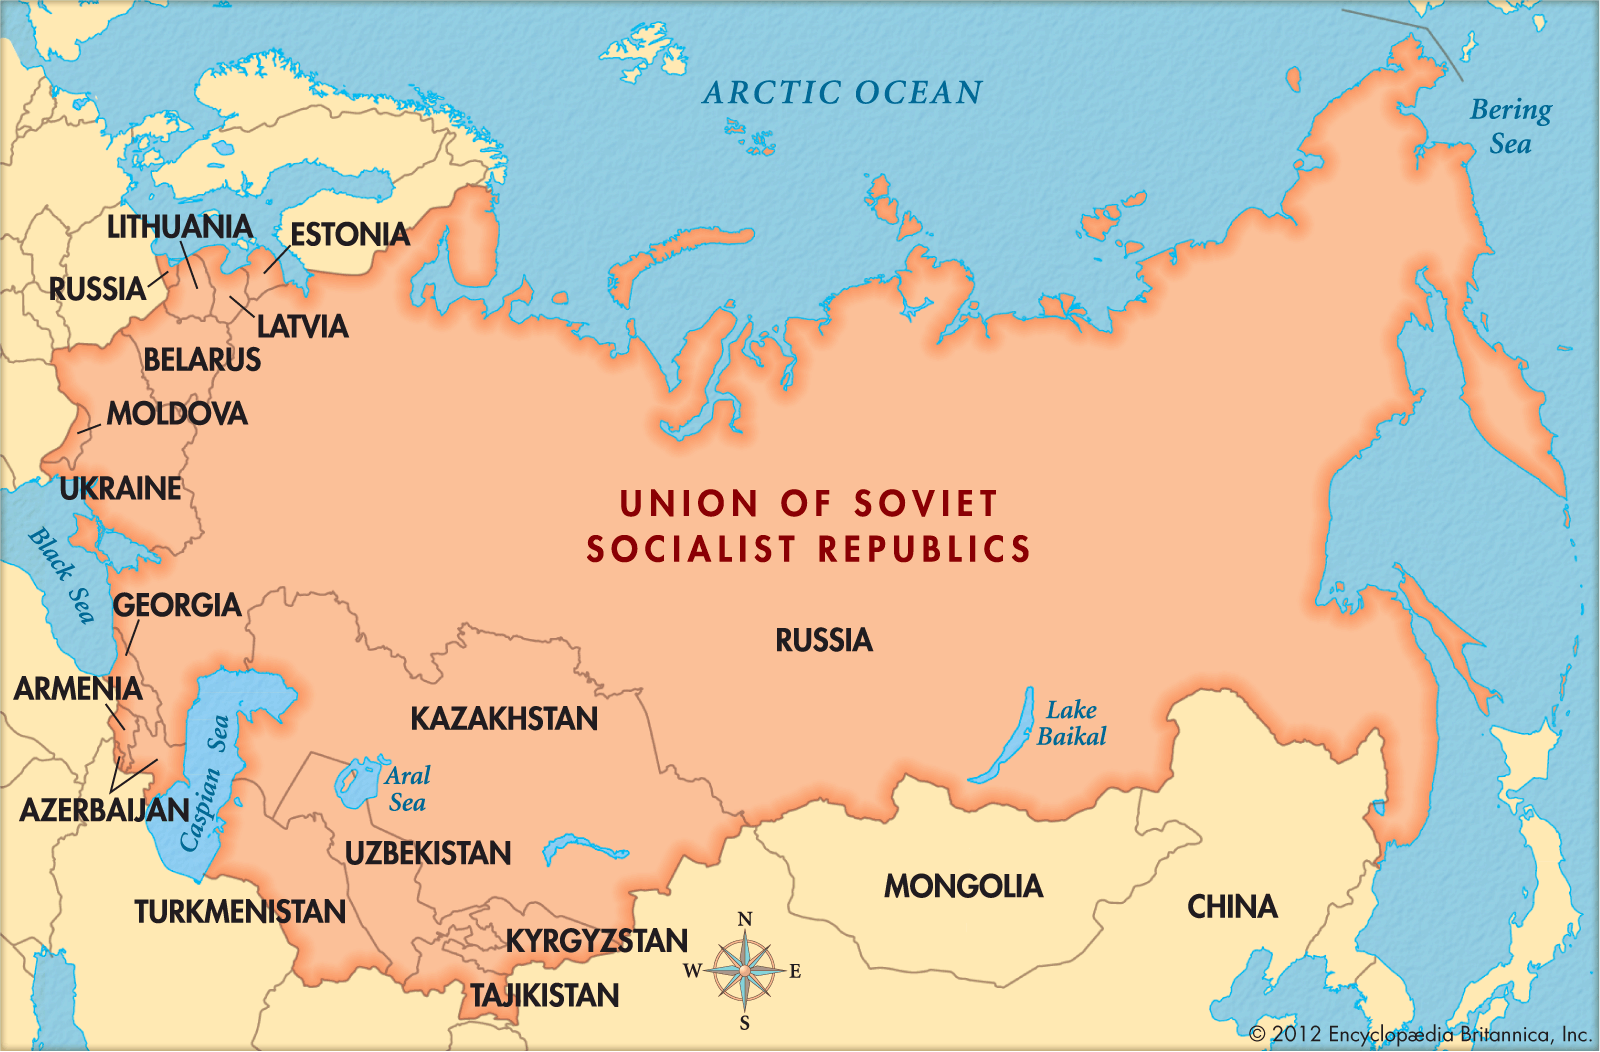 ARCTIC OCEAN
Bering
Sea
LITHUANIA
ESTONIA
RUSSIA
LATVIA
BELARUS
MOLDOVA
UKRAINE
Black Sea
UNION OF SOVIET
SOCIALIST REPUBLICS
GEORGIA
RUSSIA
ARMENIA
KAZAKHSTAN
Lake
Baikal
Caspian Sea
Aral
Sea
AZERBAIJAN
UZBEKISTAN
MONGOLIA
CHINA
TURKMENISTAN
KYRGYZSTAN
TAJIKISTAN
N
W
E
S
© 2012 Encyclopædia Britannica, Inc.